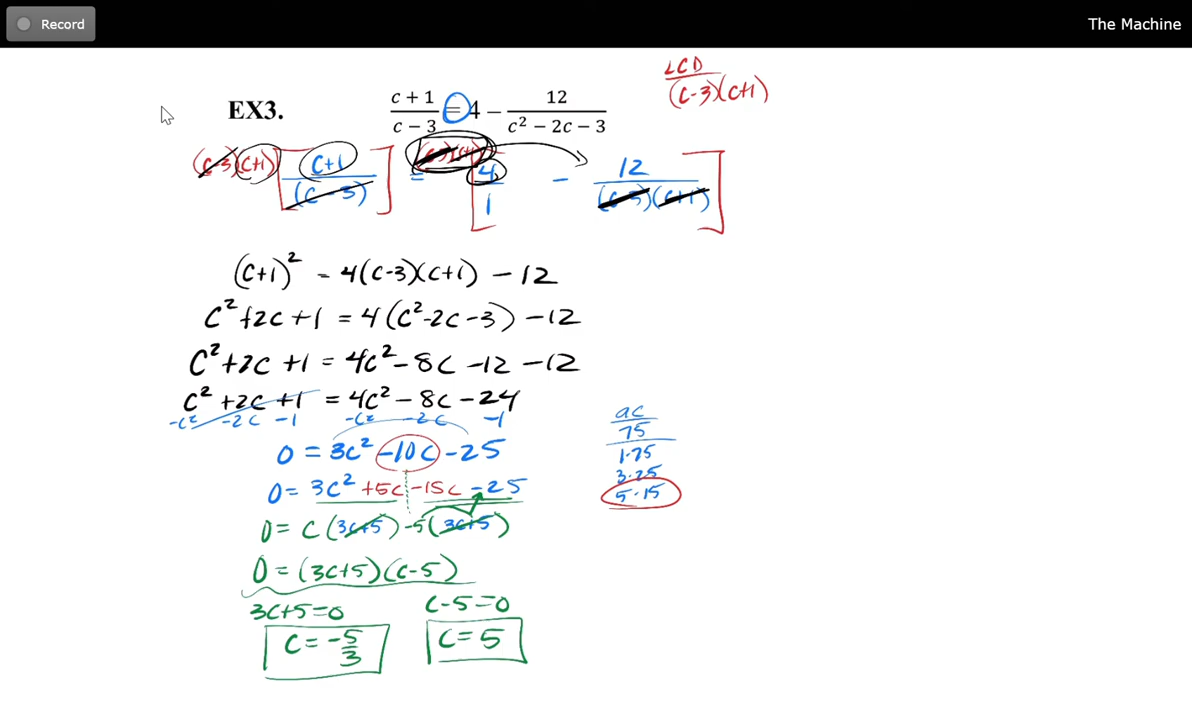 Record
The Machine
LCD
(c-3)(c+1)
EX3. (c + 1)/(c − 3) = 4 − 12/(c² − 2c − 3)
(c-3)(c+1) [ (c+1)/(c-3) ] = (c-3)(c+1) [ 4/1 - 12/((c-3)(c+1)) ]
(c+1)² = 4(c-3)(c+1) - 12
c² + 2c + 1 = 4(c² - 2c - 3) - 12
c² + 2c + 1 = 4c² - 8c - 12 - 12
c² + 2c + 1 = 4c² - 8c - 24
-c² -2c -1 -c² -2c -1
0 = 3c² - 10c - 25
0 = 3c² + 5c - 15c - 25
0 = c(3c+5) - 5(3c+5)
0 = (3c+5)(c-5)
3c+5=0 c-5=0
c = -5/3 c = 5
ac
75
1·75
3·25
5·15